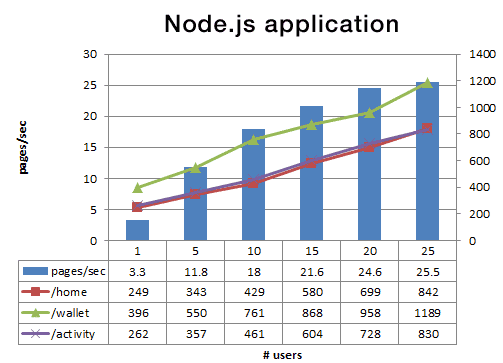 Node.js application
30 1400
25 1200
20 1000
15 800
10 600
5 400
0 200
0
pages/sec
1 5 10 15 20 25
pages/sec 3.3 11.8 18 21.6 24.6 25.5
/home 249 343 429 580 699 842
/wallet 396 550 761 868 958 1189
/activity 262 357 461 604 728 830
# users